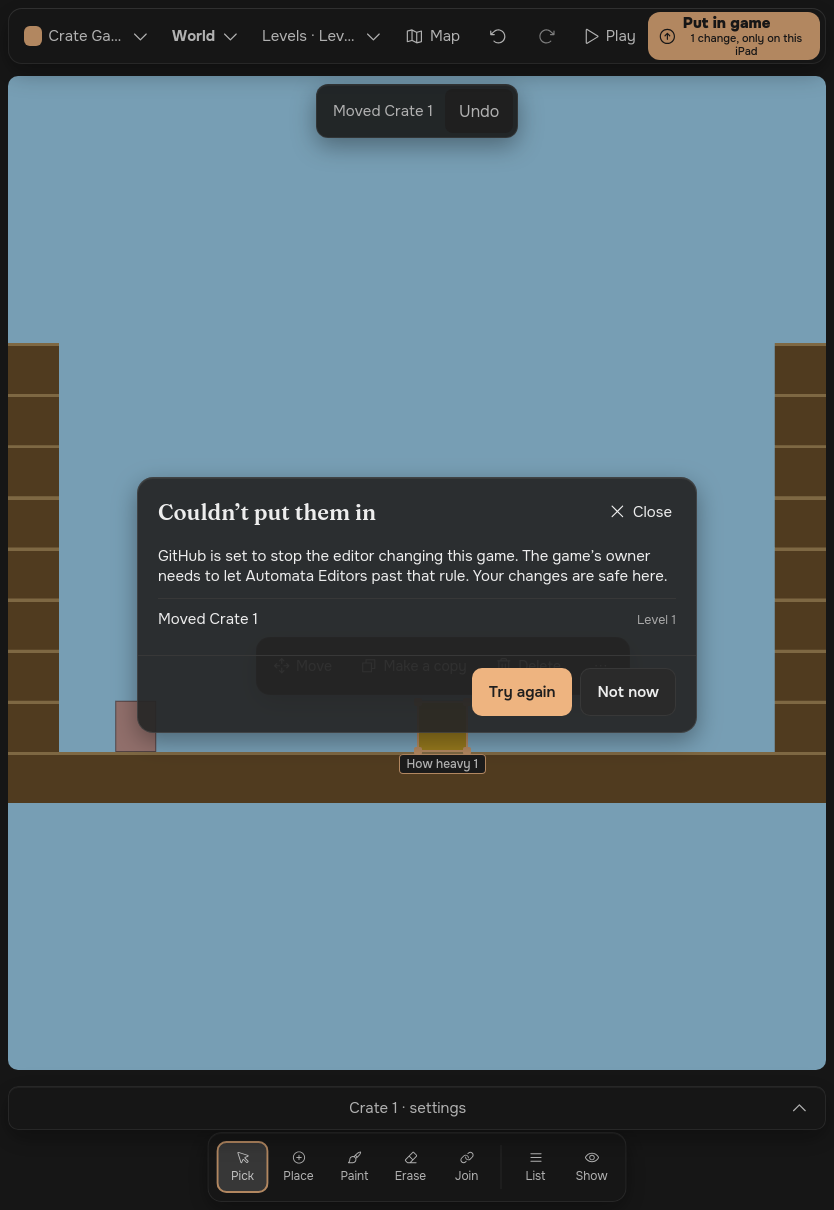 Crate Ga...
World
Levels · Lev...
Map
Play
Put in game
1 change, only on this
iPad
Moved Crate 1
Undo
Couldn’t put them in
Close
GitHub is set to stop the editor changing this game. The game’s owner
needs to let Automata Editors past that rule. Your changes are safe here.
Moved Crate 1
Level 1
Move
Make a copy
Delete
Try again
Not now
How heavy 1
Crate 1 · settings
Pick
Place
Paint
Erase
Join
List
Show